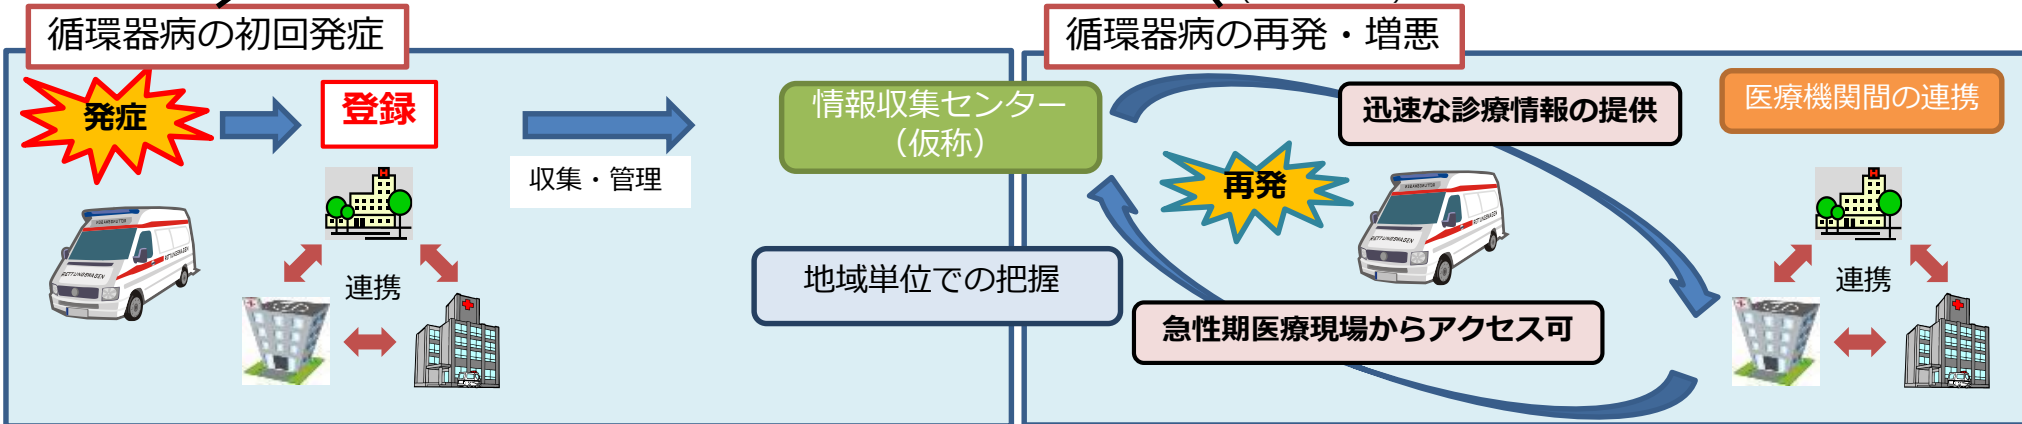 循環器病の初回発症
発症
登録
収集・管理
連携
情報収集センター
（仮称）
地域単位での把握
循環器病の再発・増悪
迅速な診療情報の提供
医療機関間の連携
再発
急性期医療現場からアクセス可
連携